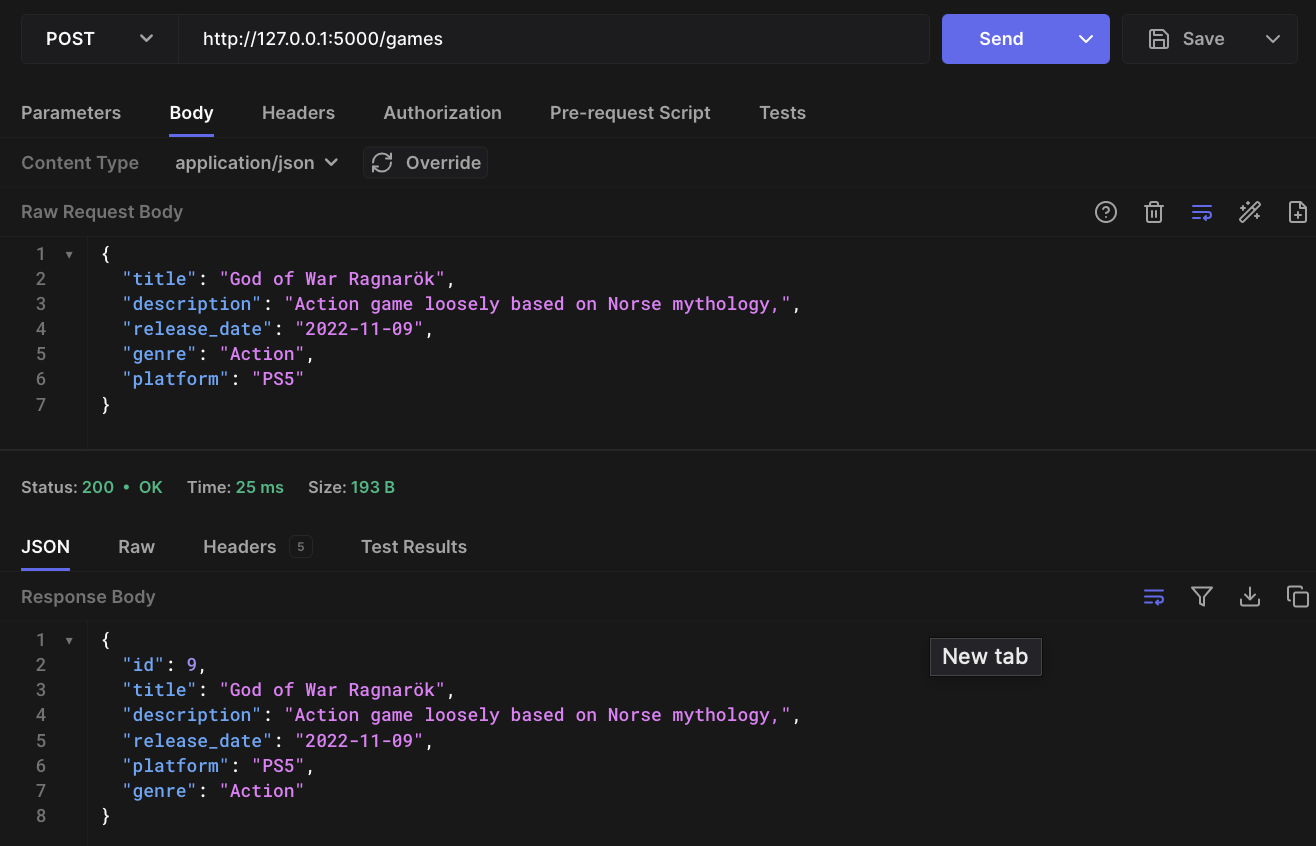 POST http://127.0.0.1:5000/games Send Save
Parameters Body Headers Authorization Pre-request Script Tests
Content Type application/json Override
Raw Request Body
1 {
2 "title": "God of War Ragnarök",
3 "description": "Action game loosely based on Norse mythology,",
4 "release_date": "2022-11-09",
5 "genre": "Action",
6 "platform": "PS5"
7 }
Status: 200 • OK Time: 25 ms Size: 193 B
JSON Raw Headers 5 Test Results
Response Body
1 {
2 "id": 9,
New tab
3 "title": "God of War Ragnarök",
4 "description": "Action game loosely based on Norse mythology,",
5 "release_date": "2022-11-09",
6 "platform": "PS5",
7 "genre": "Action"
8 }